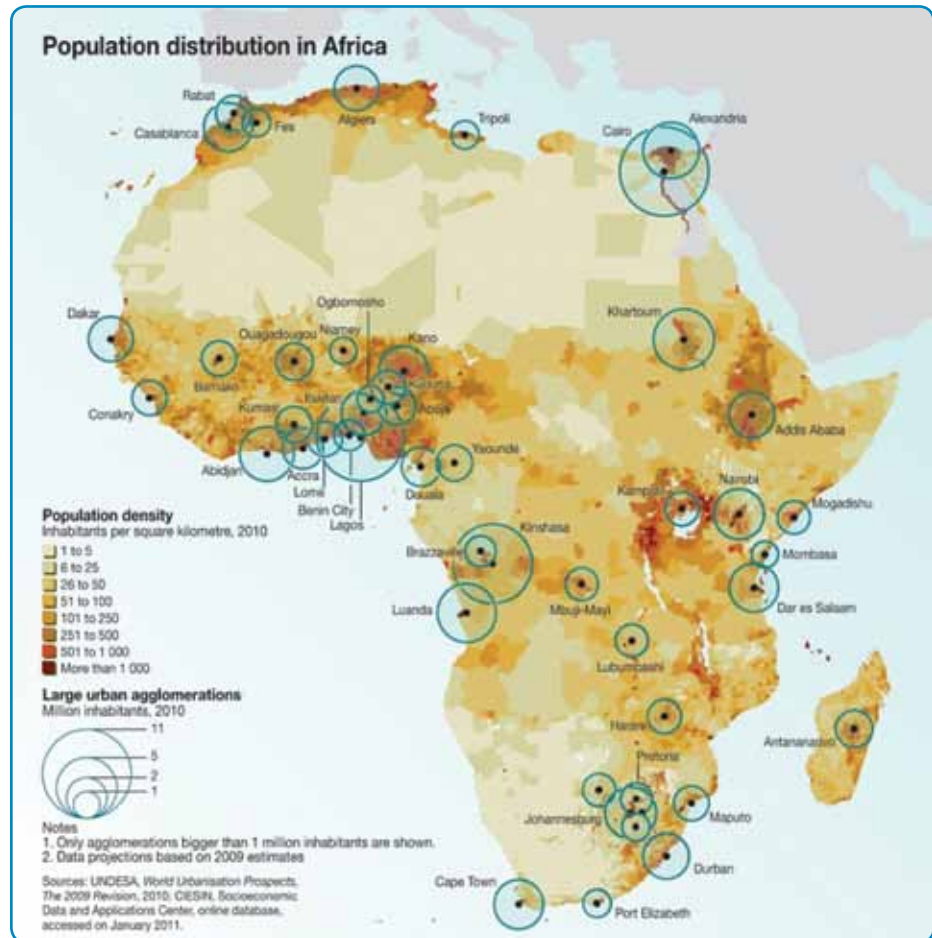 Population distribution in Africa
Rabat
Casablanca
Fes
Algiers
Tripoli
Cairo
Alexandria
Dakar
Conakry
Bamako
Ouagadougou
Niamey
Ogbomosho
Kano
Kaduna
Abuja
Ibadan
Kumasi
Abidjan
Accra
Lomé
Benin City
Lagos
Douala
Yaoundé
Khartoum
Addis Ababa
Kampala
Nairobi
Mogadishu
Mombasa
Dar es Salaam
Kinshasa
Brazzaville
Luanda
Mbuji-Mayi
Lubumbashi
Harare
Pretoria
Johannesburg
Maputo
Durban
Port Elizabeth
Cape Town
Antananarivo
Population density
Inhabitants per square kilometre, 2010
1 to 5
6 to 25
26 to 50
51 to 100
101 to 250
251 to 500
501 to 1 000
More than 1 000
Large urban agglomerations
Million inhabitants, 2010
11
5
2
1
Notes
1. Only agglomerations bigger than 1 million inhabitants are shown.
2. Data projections based on 2009 estimates
Sources: UNDESA, World Urbanisation Prospects,
The 2009 Revision, 2010; CIESIN, Socioeconomic
Data and Applications Center, online database,
accessed on January 2011.